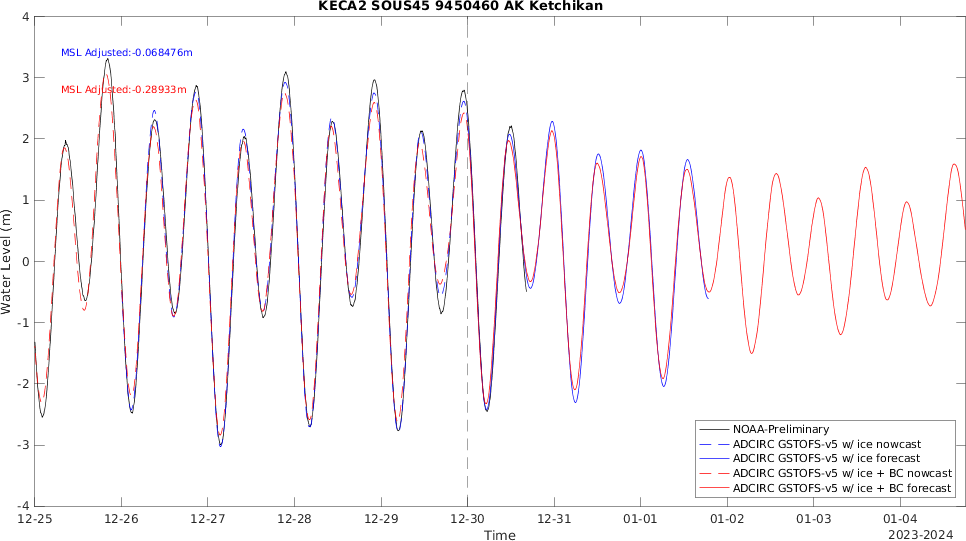 KECA2 SOUS45 9450460 AK Ketchikan
MSL Adjusted:-0.068476m
MSL Adjusted:-0.28933m
Water Level (m)
4
3
2
1
0
-1
-2
-3
-4
NOAA-Preliminary
ADCIRC GSTOFS-v5 w/ ice nowcast
ADCIRC GSTOFS-v5 w/ ice forecast
ADCIRC GSTOFS-v5 w/ ice + BC nowcast
ADCIRC GSTOFS-v5 w/ ice + BC forecast
12-25 12-26 12-27 12-28 12-29 12-30 12-31 01-01 01-02 01-03 01-04
Time
2023-2024